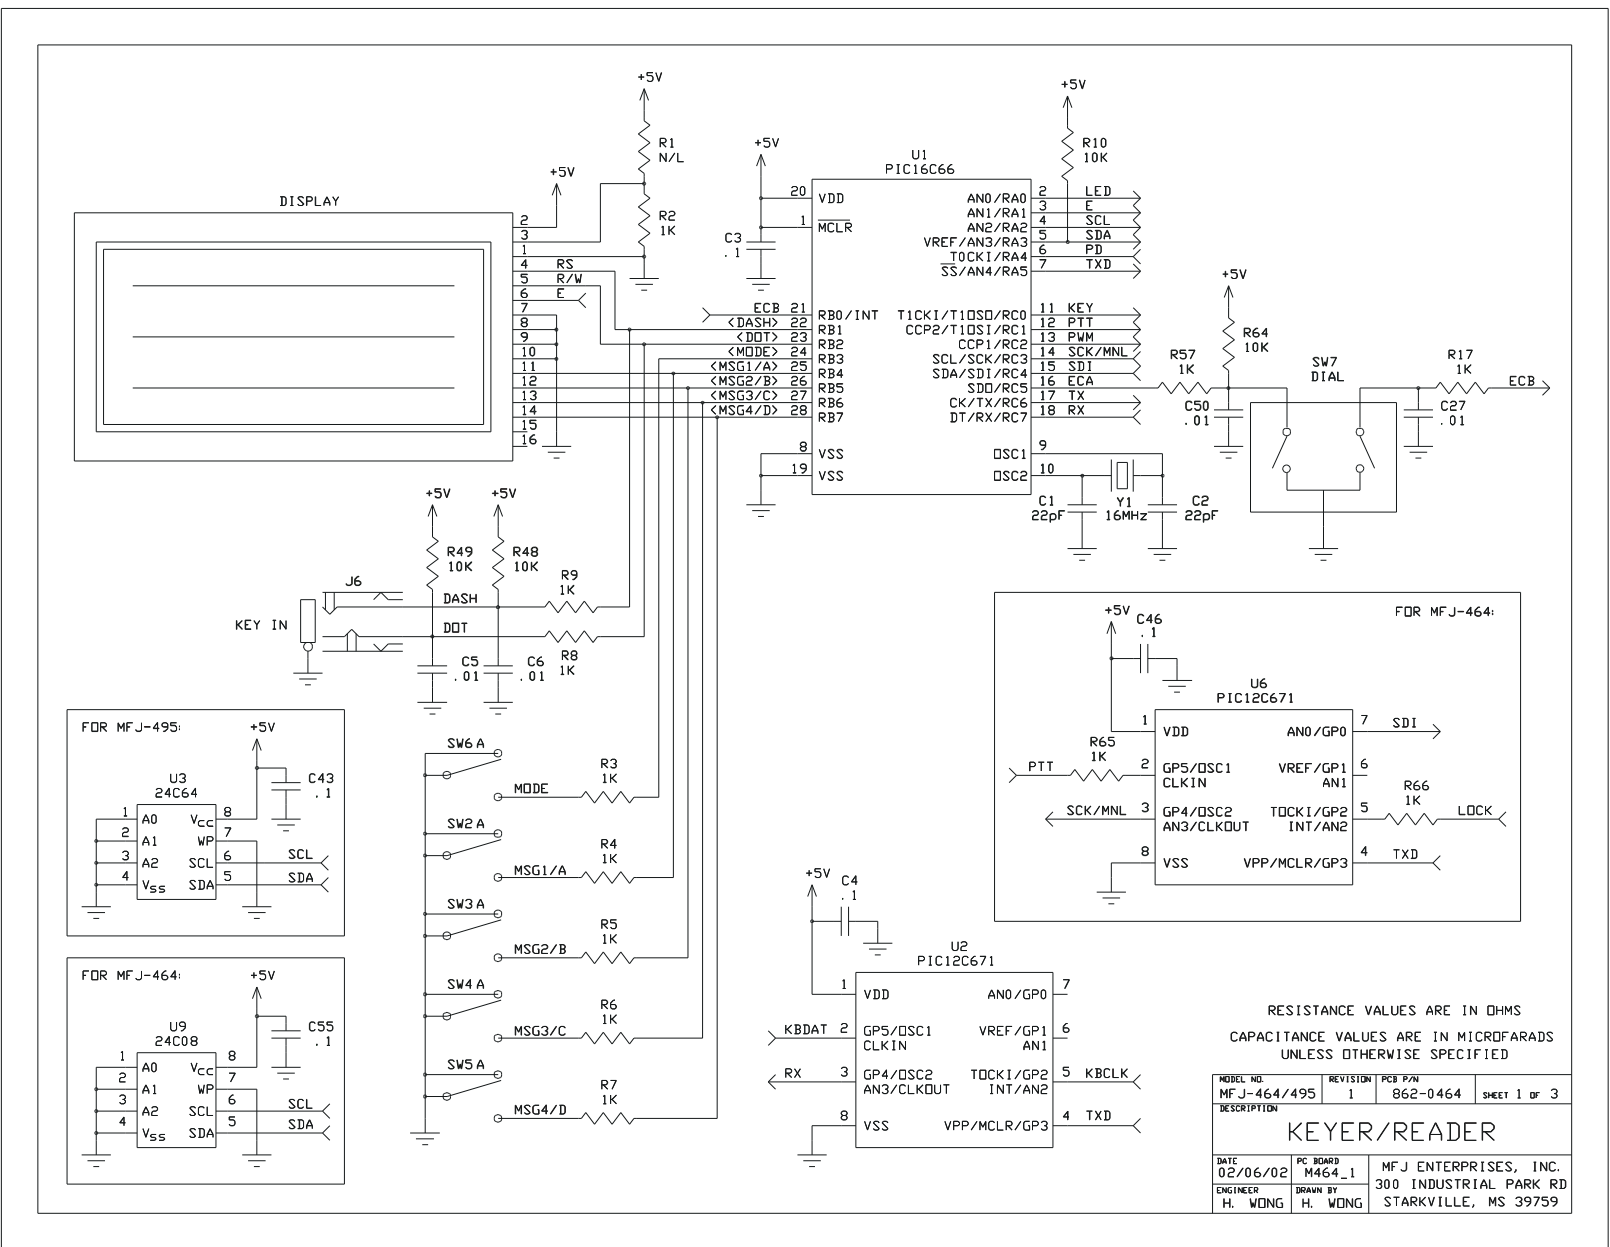 +5V
R1
N/L
R2
1K
+5V
DISPLAY
2
3
1
4 RS
5 R/W
6 E
7
8
9
10
11
12
13
14
15
16
+5V
C3
.1
U1
PIC16C66
20 VDD
1 MCLR
ECB 21 RB0/INT
<DASH> 22 RB1
<DOT> 23 RB2
<MODE> 24 RB3
<MSG1/A> 25 RB4
<MSG2/B> 26 RB5
<MSG3/C> 27 RB6
<MSG4/D> 28 RB7
8 VSS
19 VSS
+5V
R10
10K
AN0/RA0 2 LED
AN1/RA1 3 E
AN2/RA2 4 SCL
VREF/AN3/RA3 5 SDA
TOCKI/RA4 6 PD
SS/AN4/RA5 7 TXD
T1CKI/T1OSO/RC0 11 KEY
CCP2/T1OSI/RC1 12 PTT
CCP1/RC2 13 PWM
SCL/SCK/RC3 14 SCK/MNL
SDA/SDI/RC4 15 SDI
SDO/RC5 16 ECA
CK/TX/RC6 17 TX
DT/RX/RC7 18 RX
OSC1 9
OSC2 10
C1
22pF
Y1
16MHz
C2
22pF
R57
1K
+5V
R64
10K
C50
.01
SW7
DIAL
R17
1K
ECB
C27
.01
+5V
+5V
R49
10K
R48
10K
J6
KEY IN
DASH
DOT
R9
1K
R8
1K
C5
.01
C6
.01
FOR MFJ-495:
+5V
C43
.1
U3
24C64
1 A0
2 A1
3 A2
4 VSS
VCC 8
WP 7
SCL 6 SCL
SDA 5 SDA
FOR MFJ-464:
+5V
C55
.1
U9
24C08
1 A0
2 A1
3 A2
4 VSS
VCC 8
WP 7
SCL 6 SCL
SDA 5 SDA
SW6A
MODE
R3
1K
SW2A
MSG1/A
R4
1K
SW3A
MSG2/B
R5
1K
SW4A
MSG3/C
R6
1K
SW5A
MSG4/D
R7
1K
FOR MFJ-464:
+5V
C46
.1
U6
PIC12C671
1 VDD
PTT
R65
1K
2 GP5/OSC1
CLKIN
SCK/MNL 3 GP4/OSC2
AN3/CLKOUT
8 VSS
AN0/GP0 7 SDI
VREF/GP1 6
AN1
TOCKI/GP2 5
INT/AN2
R66
1K
LOCK
VPP/MCLR/GP3 4 TXD
+5V
C4
.1
U2
PIC12C671
1 VDD
KBDAT 2 GP5/OSC1
CLKIN
RX 3 GP4/OSC2
AN3/CLKOUT
8 VSS
AN0/GP0 7
VREF/GP1 6
AN1
TOCKI/GP2 5 KBCLK
INT/AN2
VPP/MCLR/GP3 4 TXD
RESISTANCE VALUES ARE IN OHMS
CAPACITANCE VALUES ARE IN MICROFARADS
UNLESS OTHERWISE SPECIFIED
MODEL NO.
MFJ-464/495
REVISION
1
PCB P/N
862-0464
SHEET 1 OF 3
DESCRIPTION
KEYER/READER
DATE
02/06/02
PC BOARD
M464_1
ENGINEER
H. WONG
DRAWN BY
H. WONG
MFJ ENTERPRISES, INC.
300 INDUSTRIAL PARK RD
STARKVILLE, MS 39759